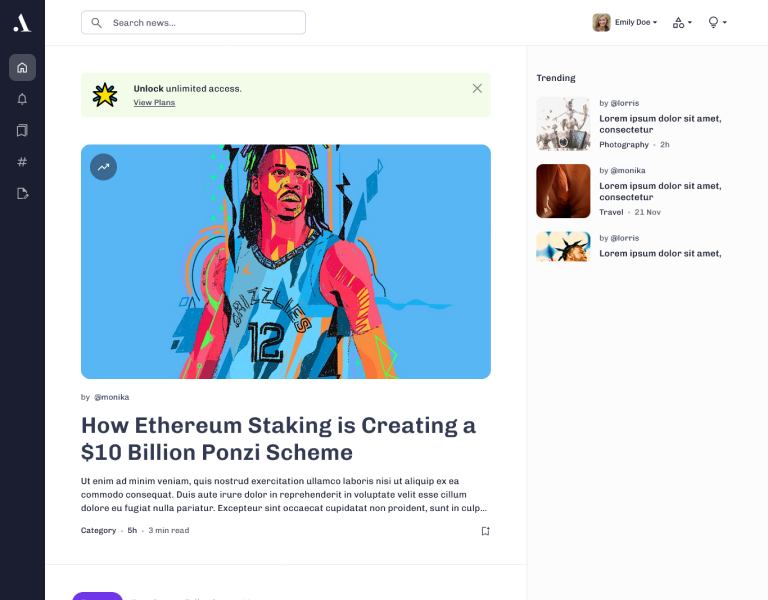 Search news...
Emily Doe
Unlock unlimited access.
View Plans
GRIZZLIES
12
by @monika
How Ethereum Staking is Creating a
$10 Billion Ponzi Scheme
Ut enim ad minim veniam, quis nostrud exercitation ullamco laboris nisi ut aliquip ex ea
commodo consequat. Duis aute irure dolor in reprehenderit in voluptate velit esse cillum
dolore eu fugiat nulla pariatur. Excepteur sint occaecat cupidatat non proident, sunt in culp...
Category • 5h • 3 min read
Trending
by @lorris
Lorem ipsum dolor sit amet,
consectetur
Photography • 2h
by @monika
Lorem ipsum dolor sit amet,
consectetur
Travel • 21 Nov
by @lorris
Lorem ipsum dolor sit amet,